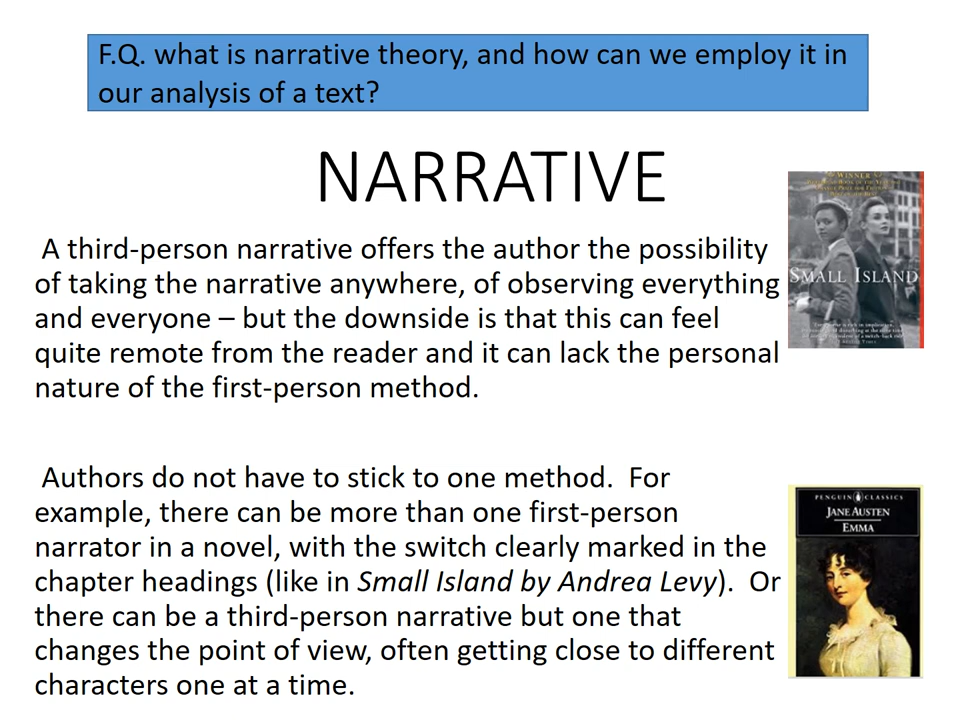 F.Q. what is narrative theory, and how can we employ it in
our analysis of a text?
NARRATIVE
A third-person narrative offers the author the possibility
of taking the narrative anywhere, of observing everything
and everyone – but the downside is that this can feel
quite remote from the reader and it can lack the personal
nature of the first-person method.
WINNER
SMALL ISLAND
Authors do not have to stick to one method.  For
example, there can be more than one first-person
narrator in a novel, with the switch clearly marked in the
chapter headings (like in Small Island by Andrea Levy).  Or
there can be a third-person narrative but one that
changes the point of view, often getting close to different
characters one at a time.
PENGUIN CLASSICS
JANE AUSTEN
EMMA